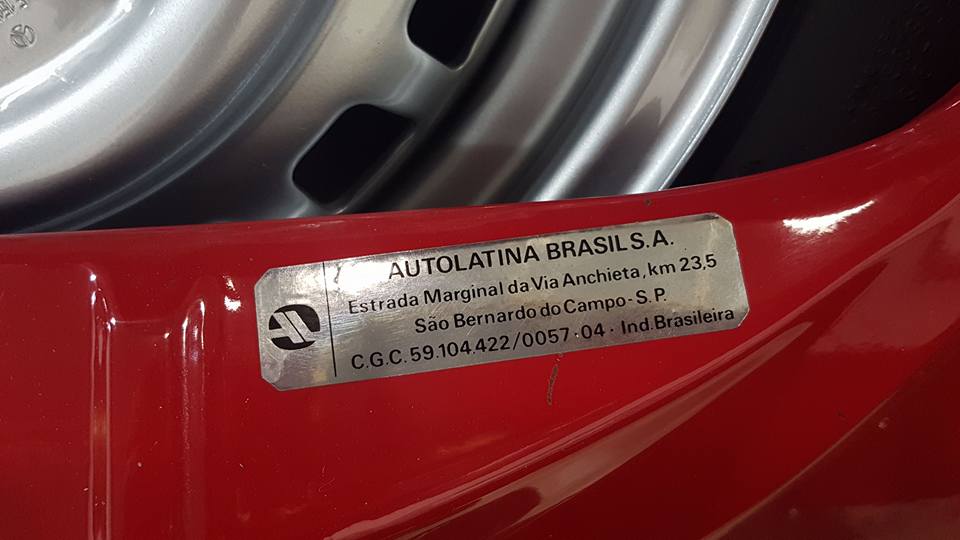 AUTOLATINA BRASIL S.A.
Estrada Marginal da Via Anchieta, km 23,5
São Bernardo do Campo - S.P.
C.G.C. 59.104.422/0057-04 · Ind. Brasileira